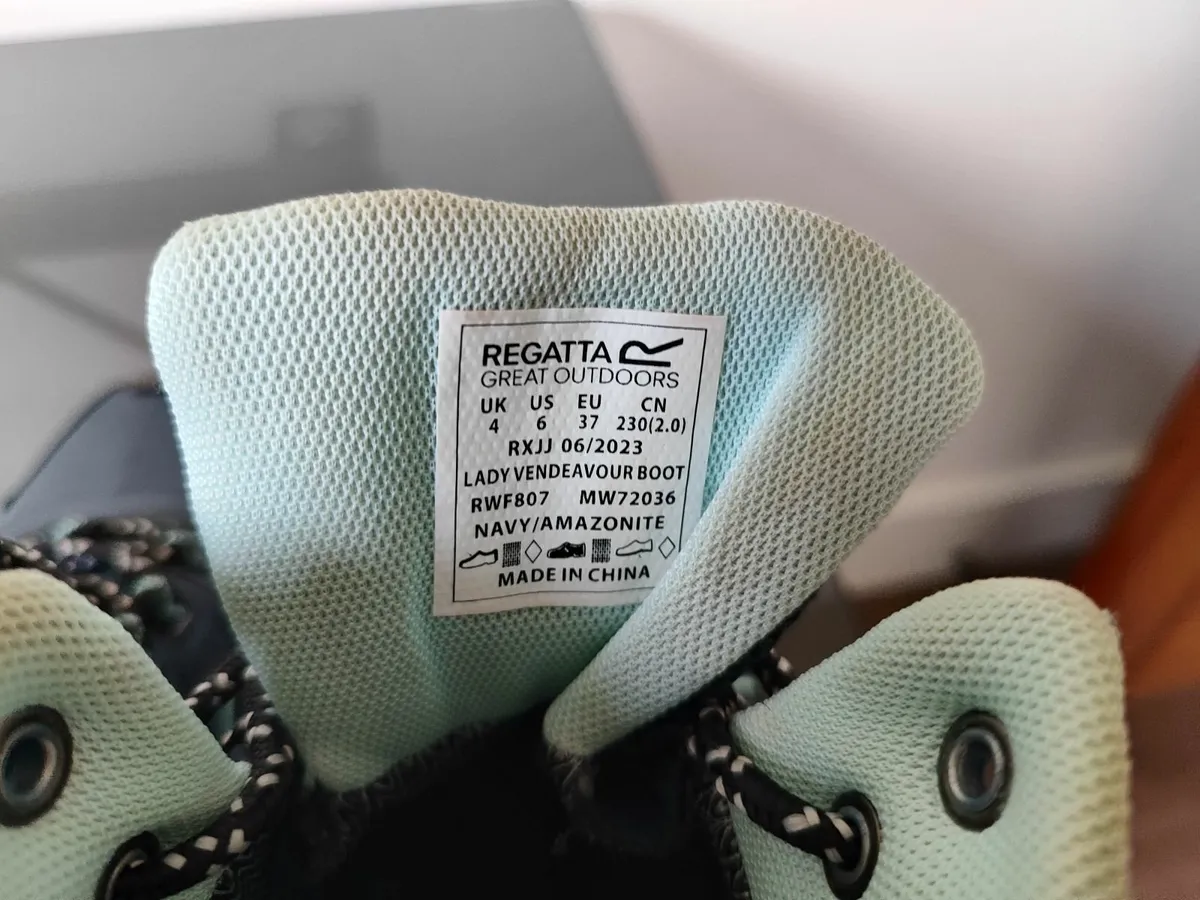 REGATTA
GREAT OUTDOORS
UK US EU CN
4 6 37 230(2.0)
RXJJ 06/2023
LADY VENDEAVOUR BOOT
RWF807 MW72036
NAVY/AMAZONITE
MADE IN CHINA